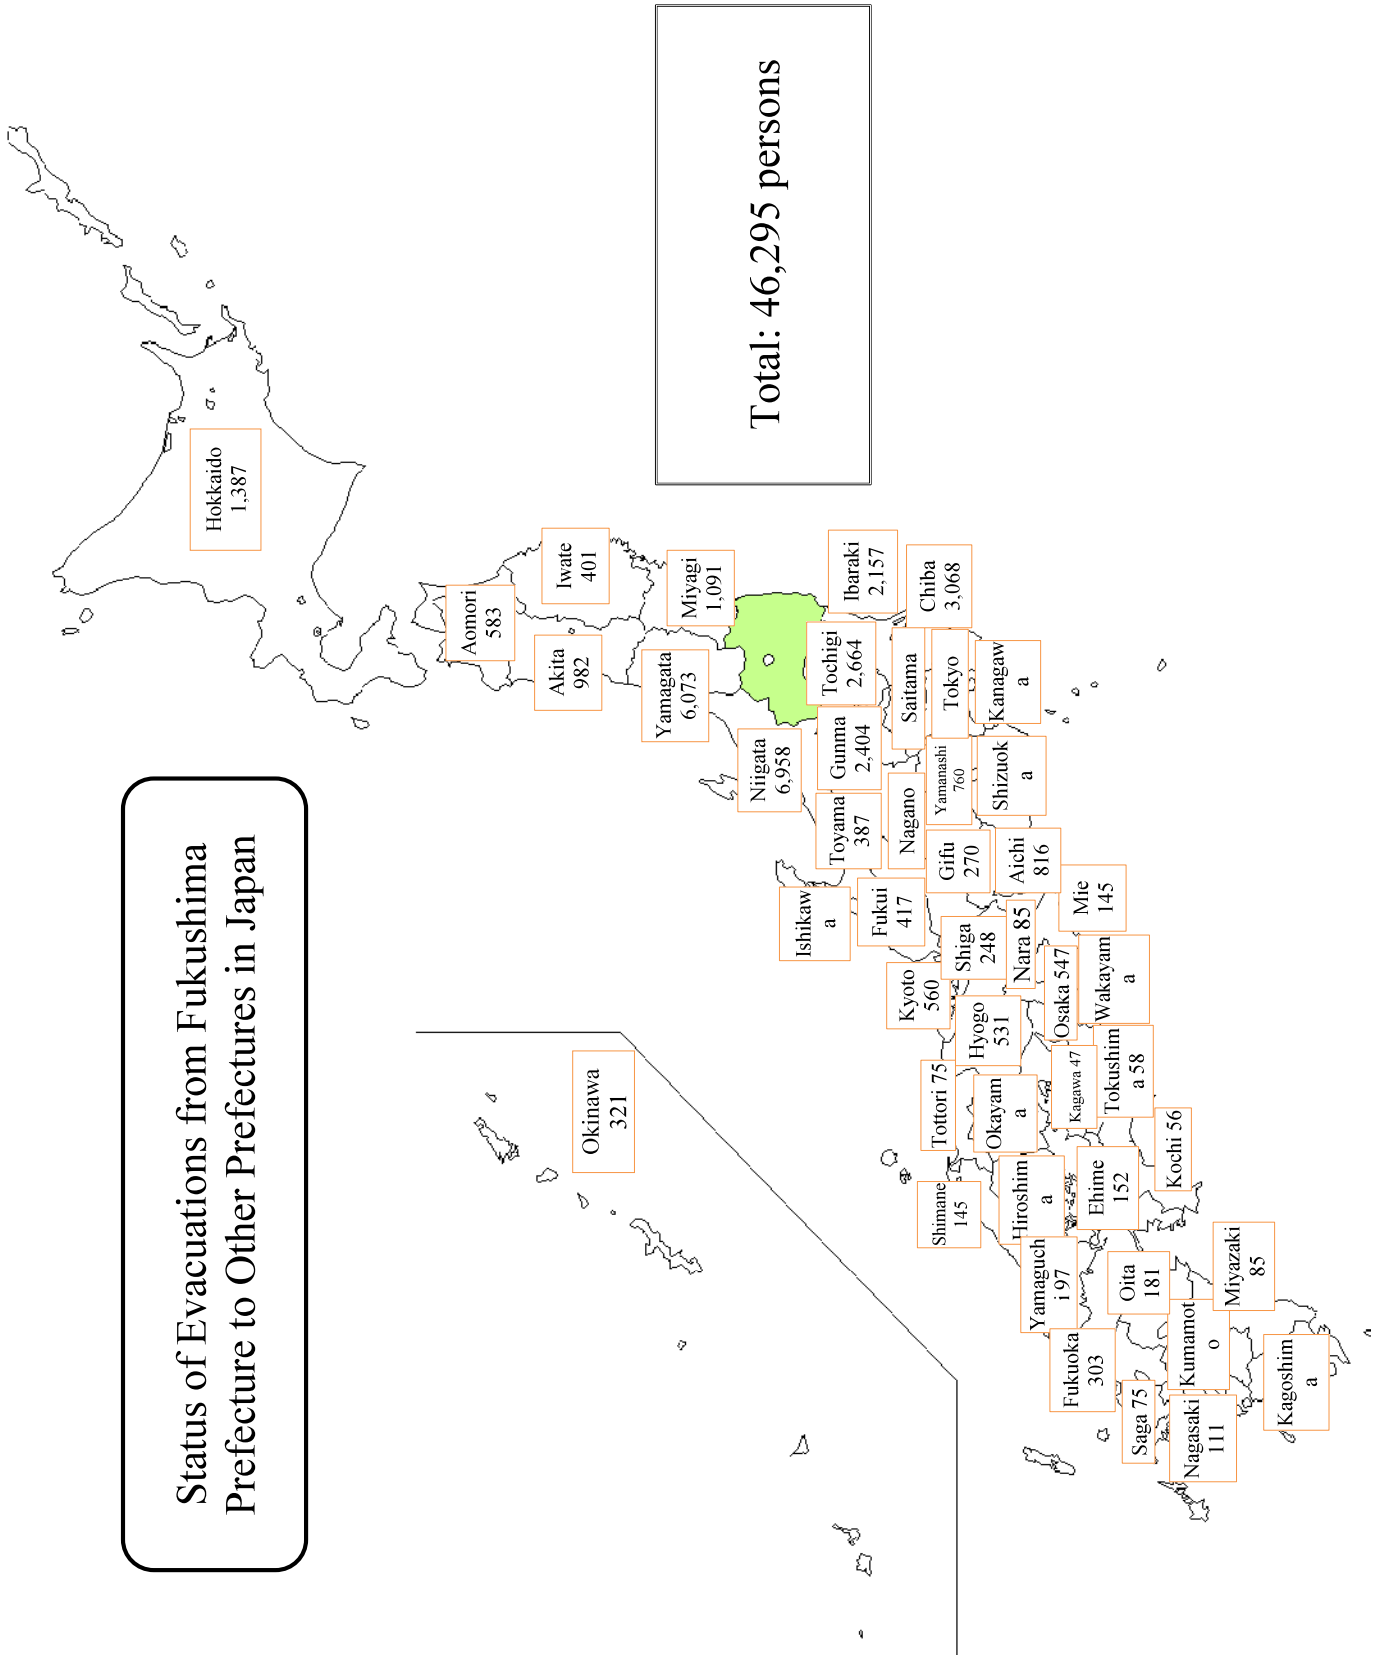 Status of Evacuations from Fukushima
Prefecture to Other Prefectures in Japan
Total: 46,295 persons
Hokkaido
1,387
Aomori
583
Iwate
401
Akita
982
Miyagi
1,091
Yamagata
6,073
Niigata
6,958
Ibaraki
2,157
Tochigi
2,664
Gunma
2,404
Chiba
3,068
Saitama
Tokyo
Kanagaw
a
Toyama
387
Nagano
Yamanashi
760
Shizuok
a
Ishikaw
a
Fukui
417
Gifu
270
Aichi
816
Mie
145
Shiga
248
Nara 85
Kyoto
560
Osaka 547
Wakayam
a
Hyogo
531
Tottori 75
Okayam
a
Kagawa 47
Tokushim
a 58
Kochi 56
Shimane
145
Hiroshim
a
Ehime
152
Yamaguch
i 97
Fukuoka
303
Oita
181
Miyazaki
85
Saga 75
Kumamot
o
Nagasaki
111
Kagoshim
a
Okinawa
321